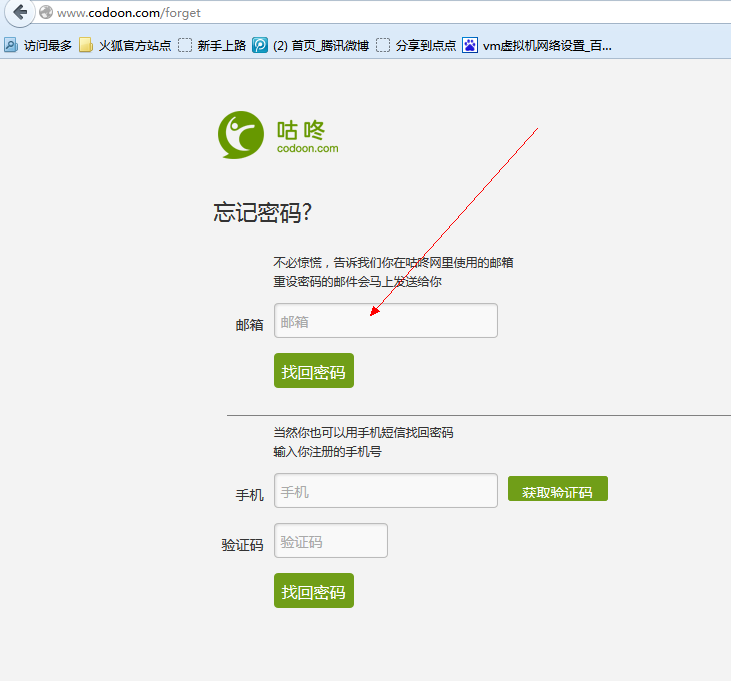 www.codoon.com/forget
访问最多 火狐官方站点 新手上路 (2) 首页_腾讯微博 分享到点点 vm虚拟机网络设置_百...
咕咚
codoon.com
忘记密码?
不必惊慌，告诉我们你在咕咚网里使用的邮箱
重设密码的邮件会马上发送给你
邮箱 邮箱
找回密码
当然你也可以用手机短信找回密码
输入你注册的手机号
手机 手机 获取验证码
验证码 验证码
找回密码